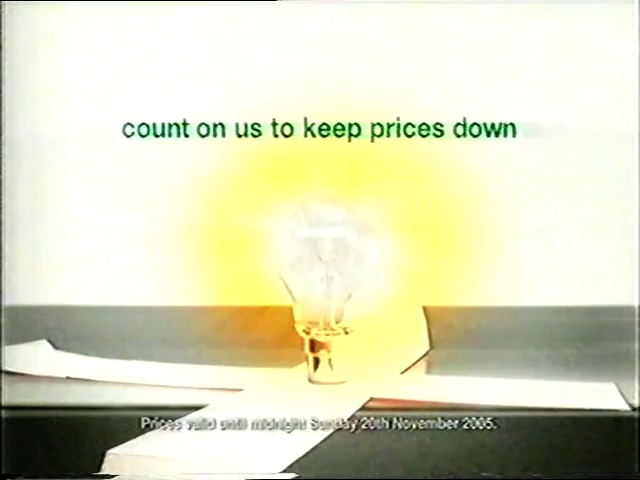 count on us to keep prices down
Prices valid until midnight Sunday 20th November 2005.